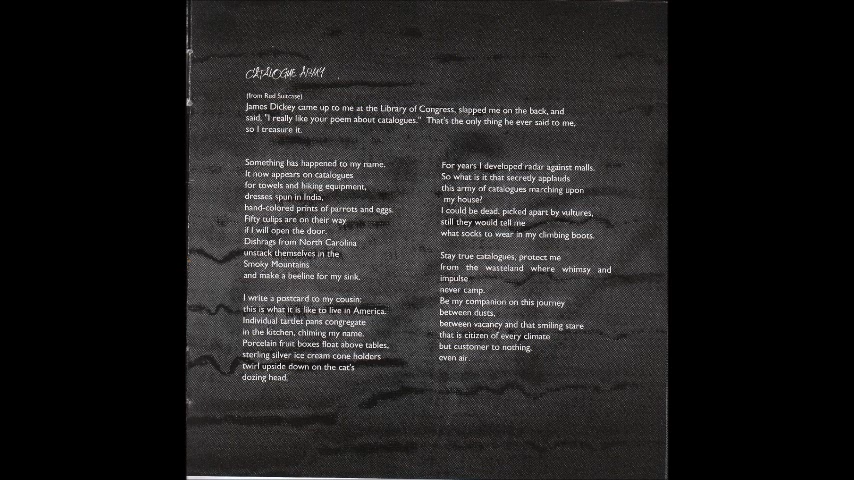 CATALOGUE ARMY
(from Red Suitcase)
James Dickey came up to me at the Library of Congress, slapped me on the back, and
said, "I really like your poem about catalogues." That's the only thing he ever said to me,
so I treasure it.
Something has happened to my name.
It now appears on catalogues
for towels and hiking equipment,
dresses spun in India,
hand-colored prints of parrots and eggs.
Fifty tulips are on their way
if I will open the door.
Dishrags from North Carolina
unstack themselves in the
Smoky Mountains
and make a beeline for my sink.
I write a postcard to my cousin:
this is what it is like to live in America.
Individual tartlet pans congregate
in the kitchen, chiming my name.
Porcelain fruit boxes float above tables,
sterling silver ice cream cone holders
twirl upside down on the cat's
dozing head.
For years I developed radar against malls.
So what is it that secretly applauds
this army of catalogues marching upon
my house?
I could be dead, picked apart by vultures,
still they would tell me
what socks to wear in my climbing boots.
Stay true catalogues, protect me
from the wasteland where whimsy and
impulse
never camp.
Be my companion on this journey
between dusts,
between vacancy and that smiling stare
that is citizen of every climate
but customer to nothing,
even air.